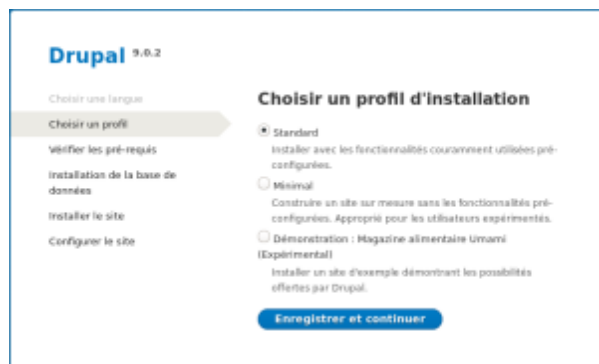 Drupal 9.0.2
Choisir une langue
Choisir un profil
Vérifier les pré-requis
Installation de la base de
données
Installer le site
Configurer le site
Choisir un profil d'installation
Standard
Installer avec les fonctionnalités couramment utilisées pré-
configurées.
Minimal
Construire un site sur mesure sans les fonctionnalités pré-
configurées. Approprié pour les utilisateurs expérimentés.
Démonstration : Magazine alimentaire Umami
(Expérimental)
Installer un site d'exemple démontrant les possibilités
offertes par Drupal.
Enregistrer et continuer